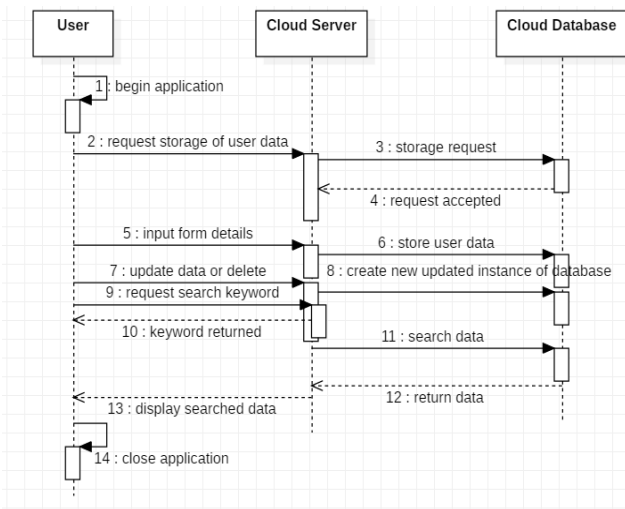 User
Cloud Server
Cloud Database
1 : begin application
2 : request storage of user data
3 : storage request
4 : request accepted
5 : input form details
6 : store user data
7 : update data or delete
8 : create new updated instance of database
9 : request search keyword
10 : keyword returned
11 : search data
12 : return data
13 : display searched data
14 : close application